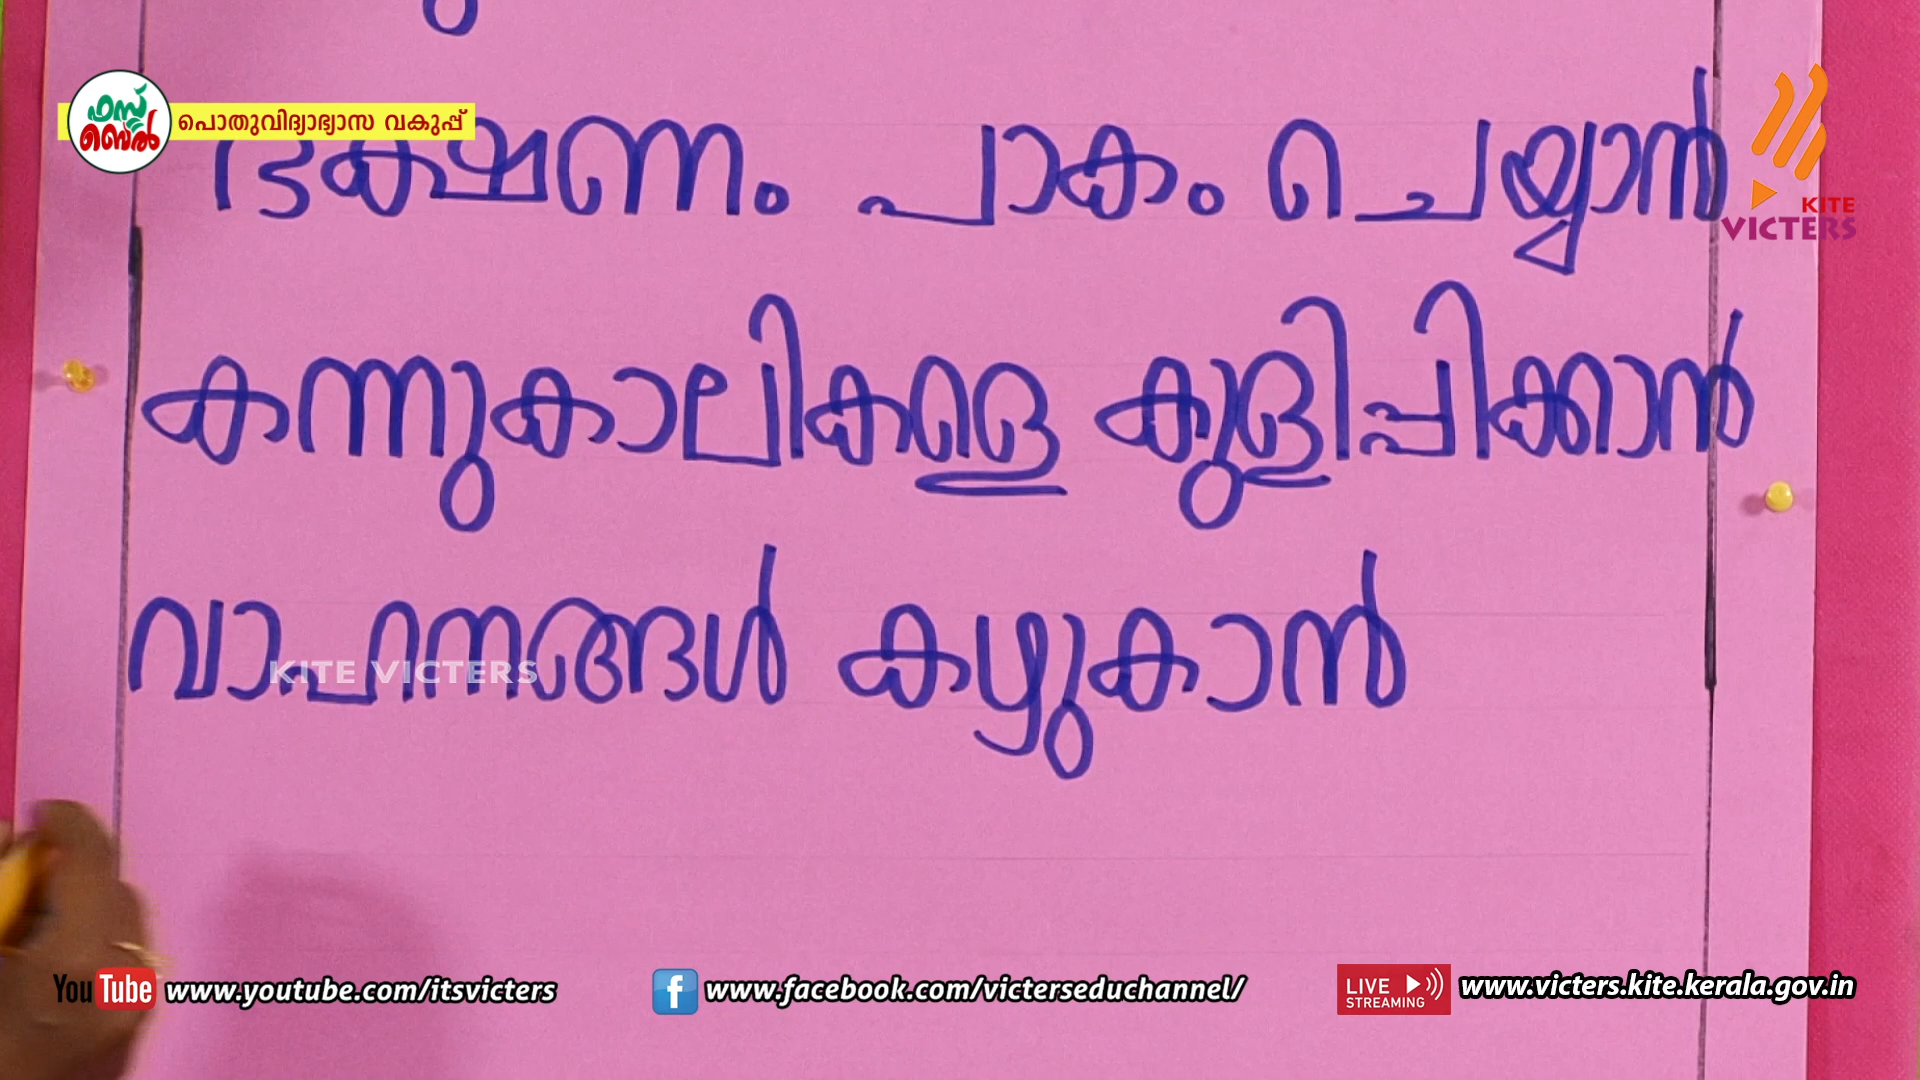 ഫസ്റ്റ് ബെൽ
പൊതുവിദ്യാഭ്യാസ വകുപ്പ്
KITE VICTERS
ഭക്ഷണം പാകം ചെയ്യാൻ
കന്നുകാലികളെ കുളിപ്പിക്കാൻ
വാഹനങ്ങൾ കഴുകാൻ
KITE VICTERS
YouTube www.youtube.com/itsvicters
f www.facebook.com/victerseduchannel/
LIVE STREAMING www.victers.kite.kerala.gov.in